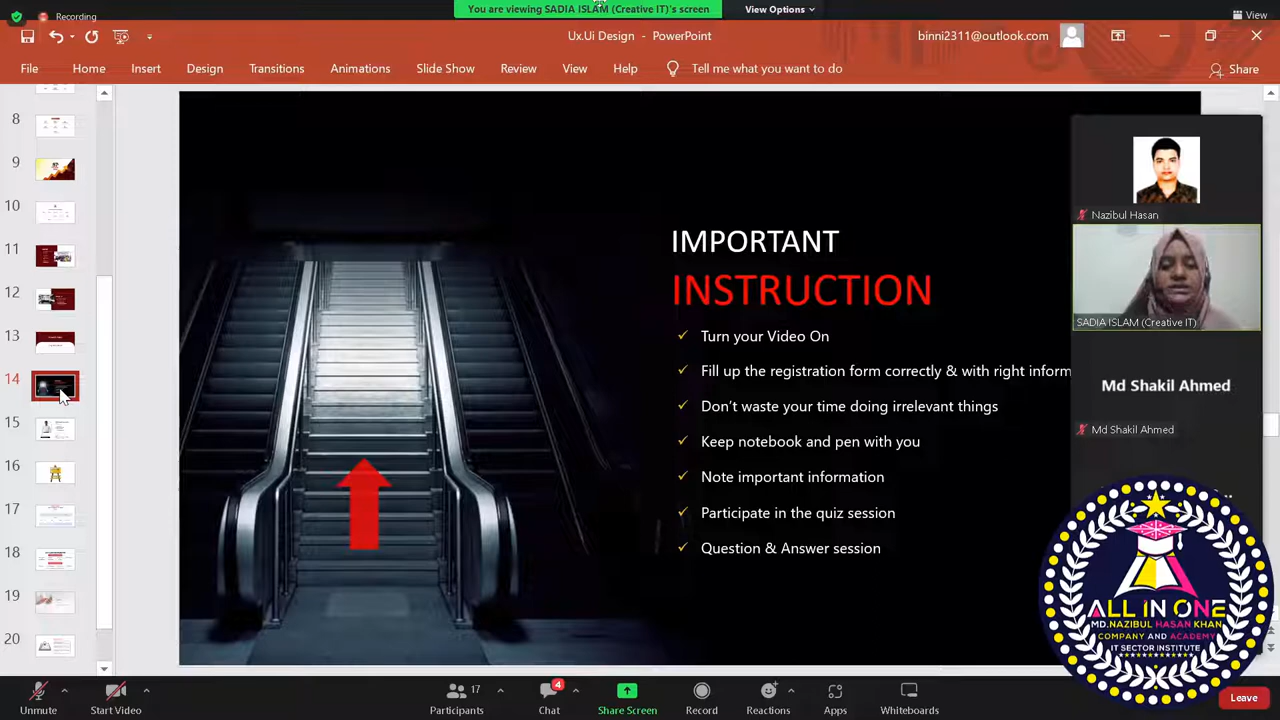 Recording
You are viewing SADIA ISLAM (Creative IT)'s screen
View Options
View
Ux.Ui Design - PowerPoint
binni2311@outlook.com
File
Home
Insert
Design
Transitions
Animations
Slide Show
Review
View
Help
Tell me what you want to do
Share
8
9
10
11
12
13
14
15
16
17
18
19
20
IMPORTANT
INSTRUCTION
Turn your Video On
Fill up the registration form correctly & with right inform
Don't waste your time doing irrelevant things
Keep notebook and pen with you
Note important information
Participate in the quiz session
Question & Answer session
Nazibul Hasan
SADIA ISLAM (Creative IT)
Md Shakil Ahmed
Md Shakil Ahmed
ALL IN ONE
MD.NAZIBUL HASAN KHAN
COMPANY AND ACADEMY
IT SECTOR INSTITUTE
Unmute
Start Video
17
Participants
4
Chat
Share Screen
Record
Reactions
Apps
Whiteboards
Leave